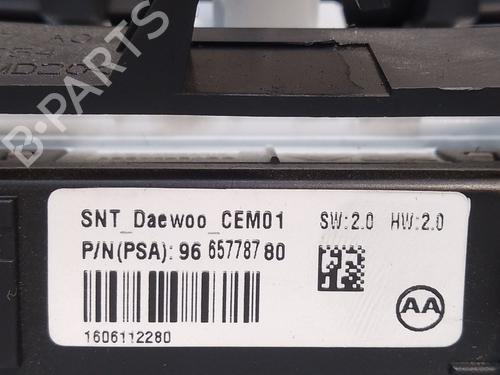 B-PARTS
SNT_Daewoo_CEM01 SW:2.0 HW:2.0
P/N(PSA): 96 657787 80
AA
1606112280